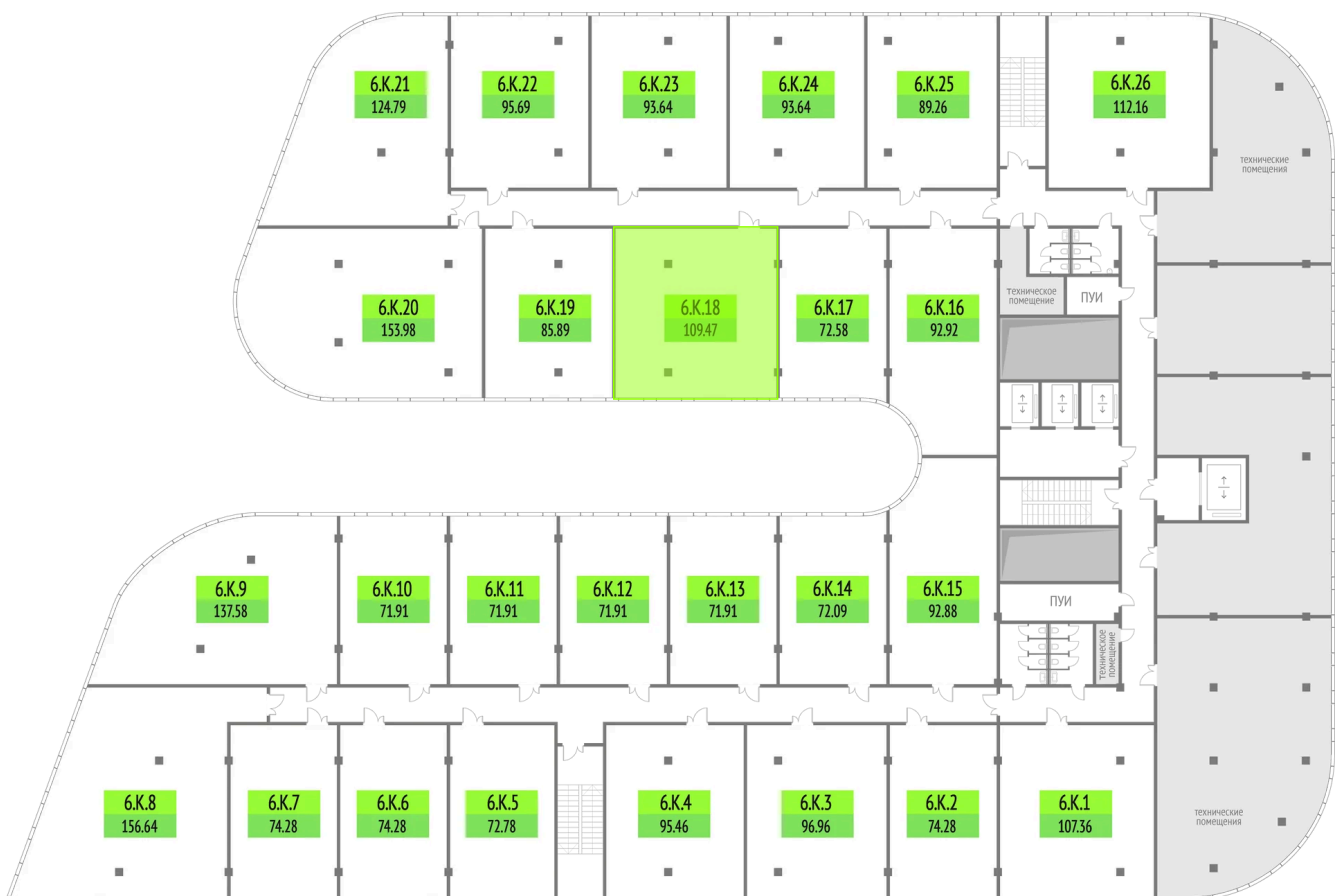 6.К.21
124.79
6.К.22
95.69
6.К.23
93.64
6.К.24
93.64
6.К.25
89.26
6.К.26
112.16
технические
помещения
6.К.20
153.98
6.К.19
85.89
6.К.18
109.47
6.К.17
72.58
6.К.16
92.92
техническое
помещение
ПУИ
6.К.9
137.58
6.К.10
71.91
6.К.11
71.91
6.К.12
71.91
6.К.13
71.91
6.К.14
72.09
6.К.15
92.88
ПУИ
техническое
помещение
6.К.8
156.64
6.К.7
74.28
6.К.6
74.28
6.К.5
72.78
6.К.4
95.46
6.К.3
96.96
6.К.2
74.28
6.К.1
107.36
технические
помещения